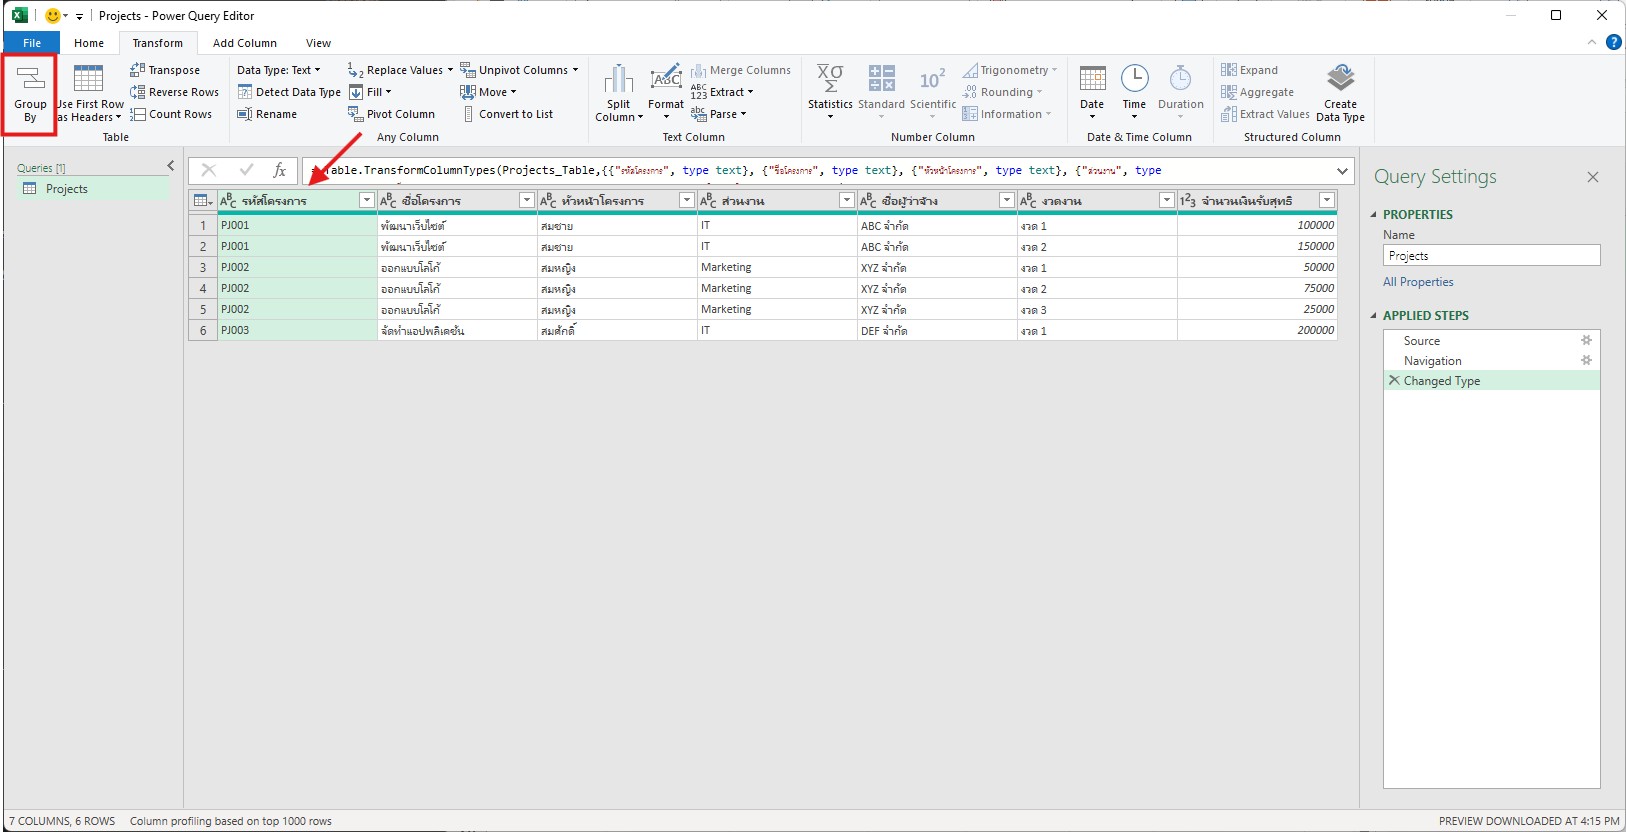 Projects - Power Query Editor
File Home Transform Add Column View
Group By
Use First Row as Headers
Transpose
Reverse Rows
Count Rows
Table
Data Type: Text
Detect Data Type
Rename
Replace Values
Fill
Pivot Column
Unpivot Columns
Move
Convert to List
Any Column
Split Column
Format
Merge Columns
Extract
Parse
Text Column
Statistics
Standard
Scientific
Trigonometry
Rounding
Information
Number Column
Date
Time
Duration
Date & Time Column
Expand
Aggregate
Extract Values
Create Data Type
Structured Column
Queries [1]
Projects
fx
= Table.TransformColumnTypes(Projects_Table,{{"รหัสโครงการ", type text}, {"ชื่อโครงการ", type text}, {"หัวหน้าโครงการ", type text}, {"ส่วนงาน", type
รหัสโครงการ ชื่อโครงการ หัวหน้าโครงการ ส่วนงาน ชื่อผู้ว่าจ้าง งวดงาน จำนวนเงินรับสุทธิ
1 PJ001 พัฒนาเว็บไซต์ สมชาย IT ABC จำกัด งวด 1 100000
2 PJ001 พัฒนาเว็บไซต์ สมชาย IT ABC จำกัด งวด 2 150000
3 PJ002 ออกแบบโลโก้ สมหญิง Marketing XYZ จำกัด งวด 1 50000
4 PJ002 ออกแบบโลโก้ สมหญิง Marketing XYZ จำกัด งวด 2 75000
5 PJ002 ออกแบบโลโก้ สมหญิง Marketing XYZ จำกัด งวด 3 25000
6 PJ003 จัดทำแอปพลิเคชัน สมศักดิ์ IT DEF จำกัด งวด 1 200000
Query Settings
PROPERTIES
Name
Projects
All Properties
APPLIED STEPS
Source
Navigation
Changed Type
7 COLUMNS, 6 ROWS Column profiling based on top 1000 rows
PREVIEW DOWNLOADED AT 4:15 PM